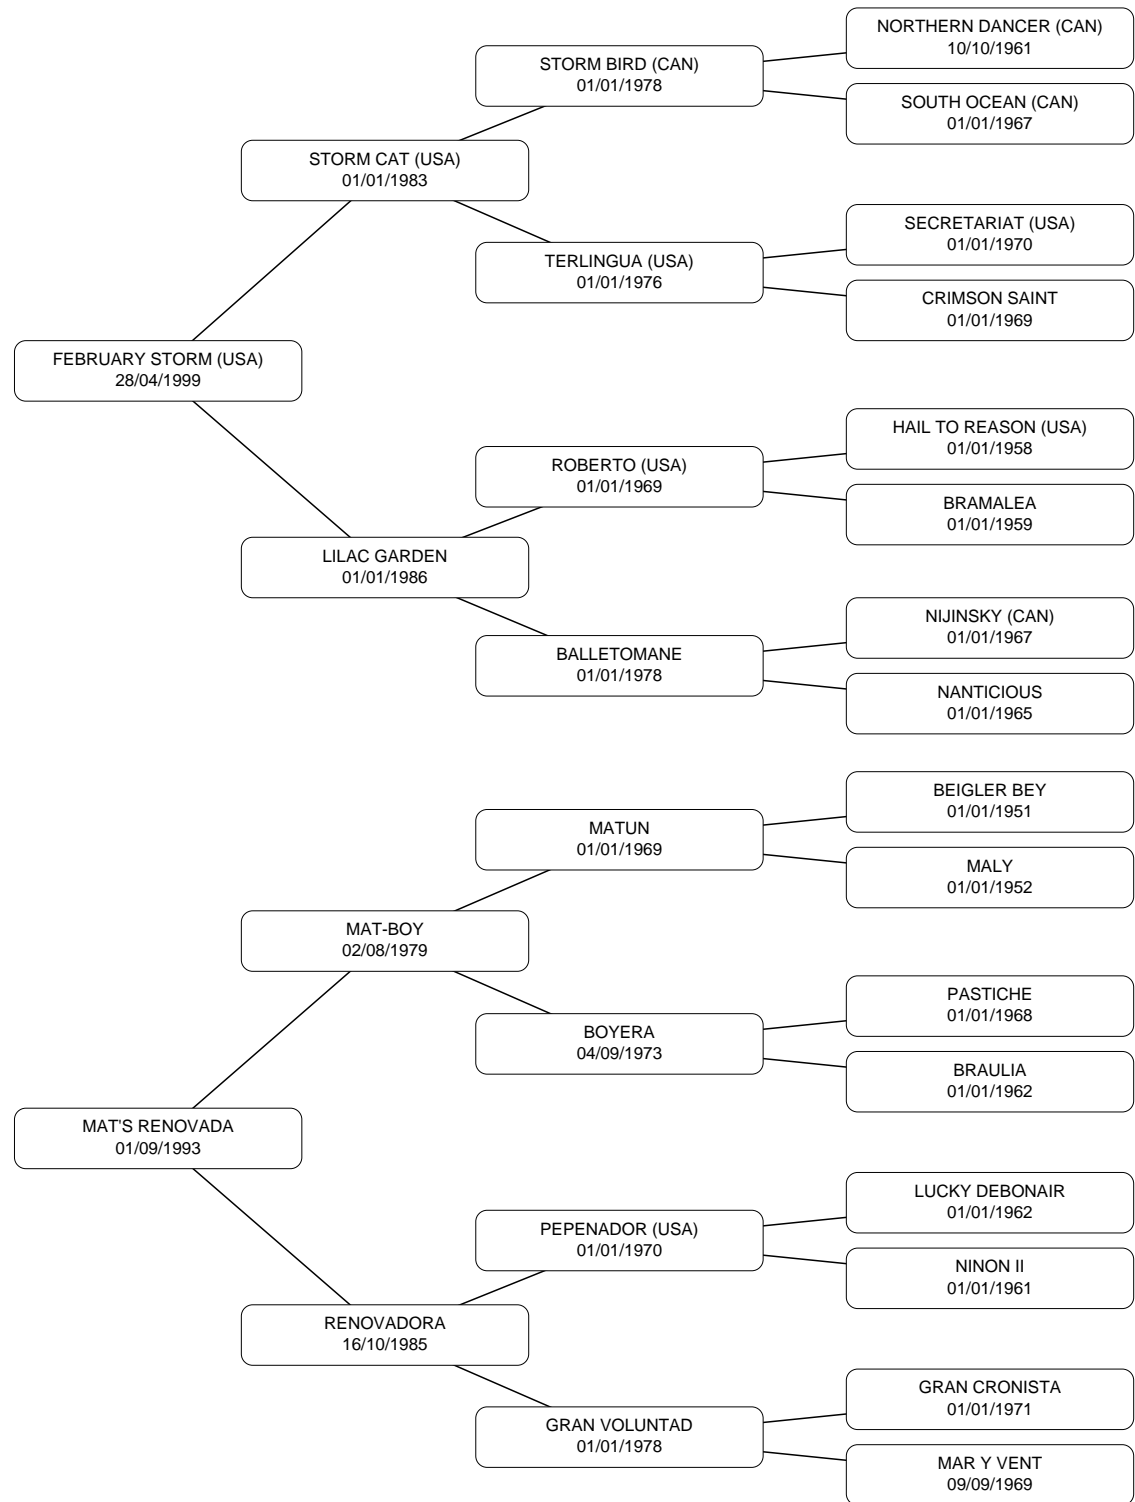 NORTHERN DANCER (CAN)
10/10/1961
STORM BIRD (CAN)
01/01/1978
SOUTH OCEAN (CAN)
01/01/1967
STORM CAT (USA)
01/01/1983
SECRETARIAT (USA)
01/01/1970
TERLINGUA (USA)
01/01/1976
CRIMSON SAINT
01/01/1969
FEBRUARY STORM (USA)
28/04/1999
HAIL TO REASON (USA)
01/01/1958
ROBERTO (USA)
01/01/1969
BRAMALEA
01/01/1959
LILAC GARDEN
01/01/1986
NIJINSKY (CAN)
01/01/1967
BALLETOMANE
01/01/1978
NANTICIOUS
01/01/1965
BEIGLER BEY
01/01/1951
MATUN
01/01/1969
MALY
01/01/1952
MAT-BOY
02/08/1979
PASTICHE
01/01/1968
BOYERA
04/09/1973
BRAULIA
01/01/1962
MAT'S RENOVADA
01/09/1993
LUCKY DEBONAIR
01/01/1962
PEPENADOR (USA)
01/01/1970
NINON II
01/01/1961
RENOVADORA
16/10/1985
GRAN CRONISTA
01/01/1971
GRAN VOLUNTAD
01/01/1978
MAR Y VENT
09/09/1969